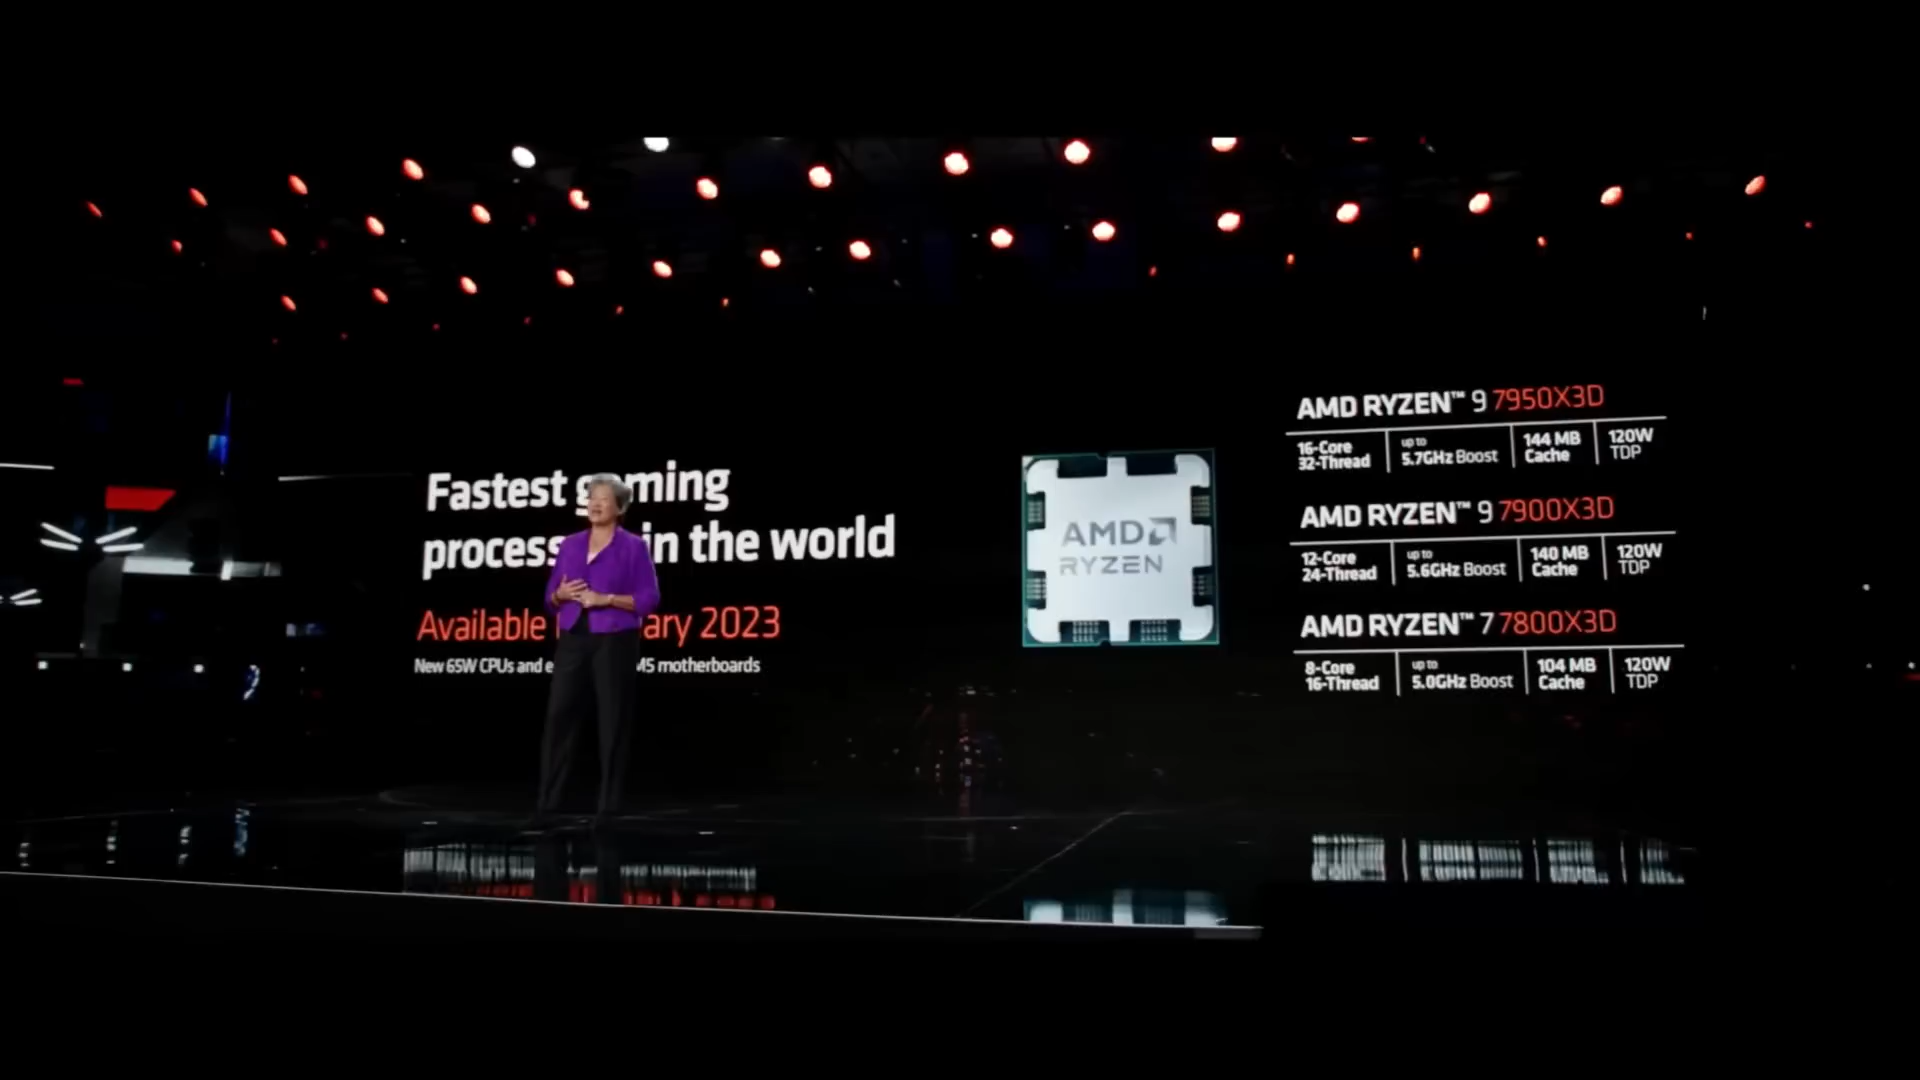 Fastest gaming
in the world
Available 2023
New 65W CPUs and motherboards
AMD
RYZEN
AMD RYZEN™ 9 7950X3D
16-Core
32-Thread
up to
5.7GHz Boost
144 MB
Cache
120W
TDP
AMD RYZEN™ 9 7900X3D
12-Core
24-Thread
up to
5.6GHz Boost
140 MB
Cache
120W
TDP
AMD RYZEN™ 7 7800X3D
8-Core
16-Thread
up to
5.0GHz Boost
104 MB
Cache
120W
TDP